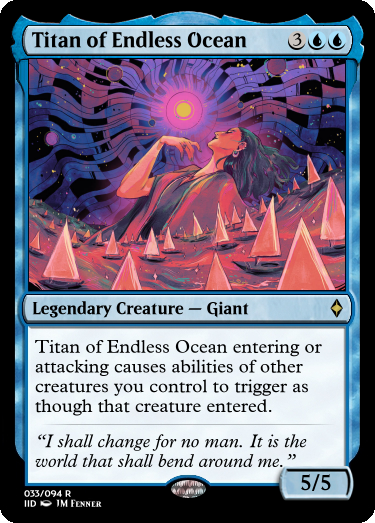 Titan of Endless Ocean 3
Legendary Creature — Giant
Titan of Endless Ocean entering or
attacking causes abilities of other
creatures you control to trigger as
though that creature entered.
“I shall change for no man. It is the
world that shall bend around me.”
5/5
033/094 R
IID JM Fenner